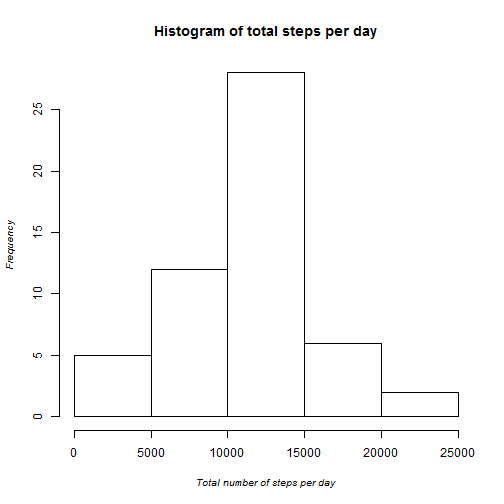 Histogram of total steps per day
Frequency
25
20
15
10
5
0
0 5000 10000 15000 20000 25000
Total number of steps per day